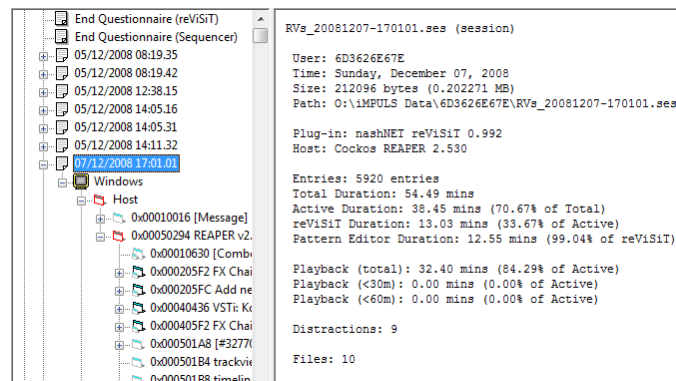 End Questionnaire (reViSiT)
End Questionnaire (Sequencer)
05/12/2008 08:19.35
05/12/2008 08:19.42
05/12/2008 12:38.15
05/12/2008 14:05.16
05/12/2008 14:05.31
05/12/2008 14:11.32
07/12/2008 17:01.01
Windows
Host
0x00010016 [Message]
0x00050294 REAPER v2.
0x00010630 [Comb
0x000205F2 FX Chai
0x000205FC Add ne
0x00040436 VSTi: Ko
0x000405F2 FX Chai
0x000501A8 [#3277
0x000501B4 trackvie
0x000501B8 timelin
RVs_20081207-170101.ses (session)
User: 6D3626E67E
Time: Sunday, December 07, 2008
Size: 212096 bytes (0.202271 MB)
Path: O:\iMPULS Data\6D3626E67E\RVs_20081207-170101.ses
Plug-in: nashNET reViSiT 0.992
Host: Cockos REAPER 2.530
Entries: 5920 entries
Total Duration: 54.49 mins
Active Duration: 38.45 mins (70.67% of Total)
reViSiT Duration: 13.03 mins (33.67% of Active)
Pattern Editor Duration: 12.55 mins (99.04% of reViSiT)
Playback (total): 32.40 mins (84.29% of Active)
Playback (<30m): 0.00 mins (0.00% of Active)
Playback (<60m): 0.00 mins (0.00% of Active)
Distractions: 9
Files: 10